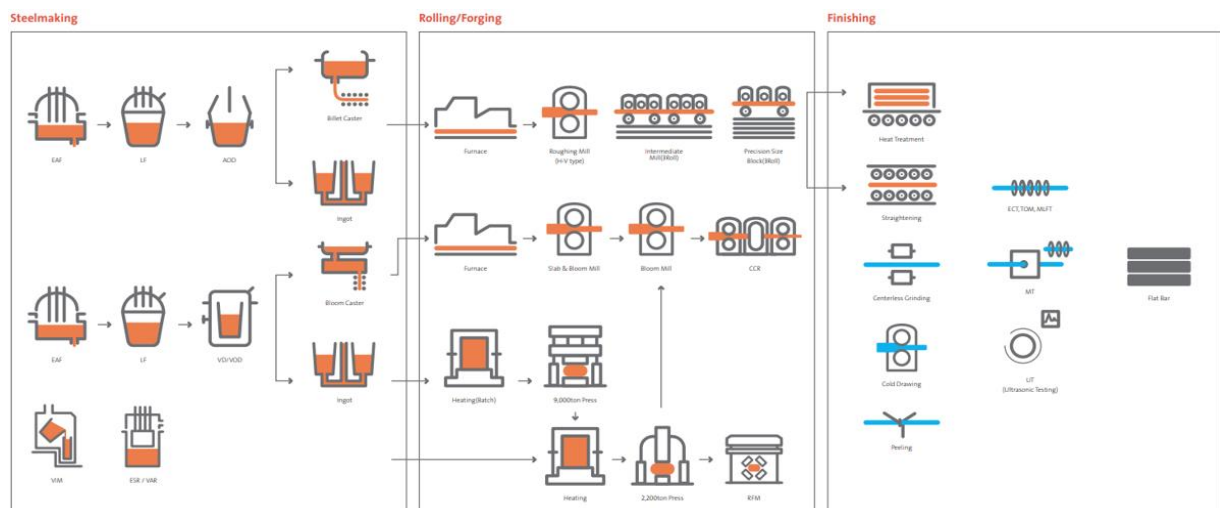 Steelmaking
Rolling/Forging
Finishing
EAF
LF
AOD
Billet Caster
Ingot
EAF
LF
VD/VOD
Bloom Caster
Ingot
VIM
ESR / VAR
Furnace
Roughing Mill
(H-V type)
Intermediate
Mill(3Roll)
Precision Size
Block(3Roll)
Furnace
Slab & Bloom Mill
Bloom Mill
CCR
Heating(Batch)
9,000ton Press
Heating
2,200ton Press
RFM
Heat Treatment
Straightening
ECT, TOM, MLFT
Centerless Grinding
MT
Flat Bar
Cold Drawing
UT
(Ultrasonic Testing)
Peeling